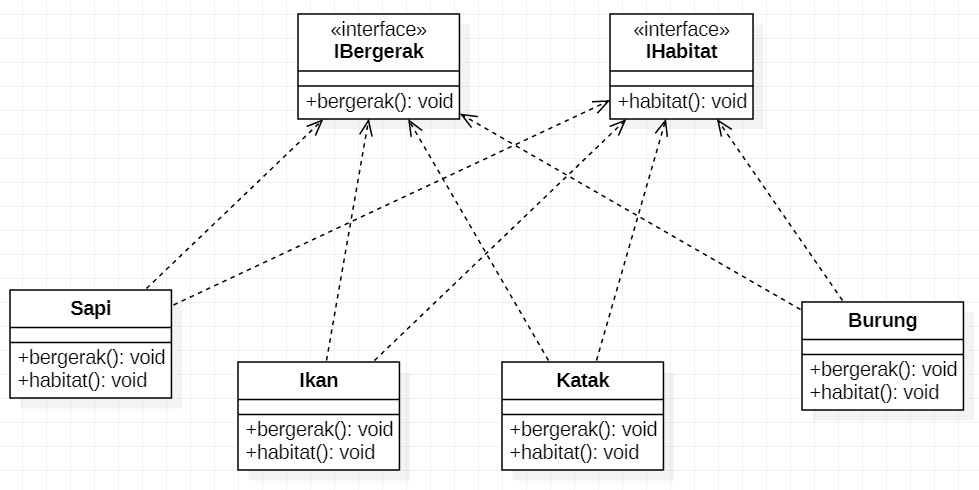 «interface»
IBergerak
+bergerak(): void
«interface»
IHabitat
+habitat(): void
Sapi
+bergerak(): void
+habitat(): void
Ikan
+bergerak(): void
+habitat(): void
Katak
+bergerak(): void
+habitat(): void
Burung
+bergerak(): void
+habitat(): void